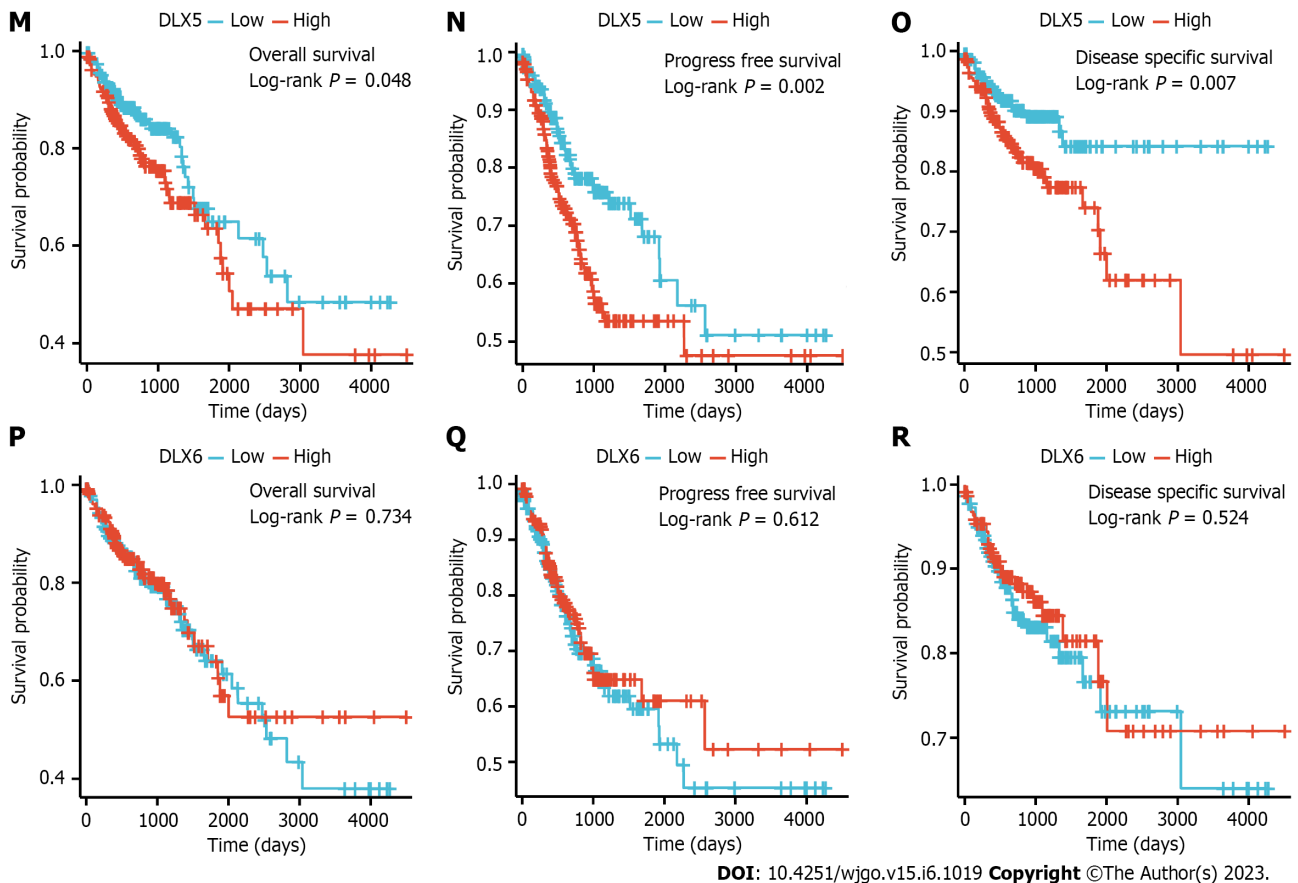 M
DLX5 Low High
Overall survival
Log-rank P = 0.048
Survival probability
1.0
0.8
0.6
0.4
0 1000 2000 3000 4000
Time (days)
N
DLX5 Low High
Progress free survival
Log-rank P = 0.002
Survival probability
1.0
0.9
0.8
0.7
0.6
0.5
0 1000 2000 3000 4000
Time (days)
O
DLX5 Low High
Disease specific survival
Log-rank P = 0.007
Survival probability
1.0
0.9
0.8
0.7
0.6
0.5
0 1000 2000 3000 4000
Time (days)
P
DLX6 Low High
Overall survival
Log-rank P = 0.734
Survival probability
1.0
0.8
0.6
0.4
0 1000 2000 3000 4000
Time (days)
Q
DLX6 Low High
Progress free survival
Log-rank P = 0.612
Survival probability
1.0
0.9
0.8
0.7
0.6
0.5
0 1000 2000 3000 4000
Time (days)
R
DLX6 Low High
Disease specific survival
Log-rank P = 0.524
Survival probability
1.0
0.9
0.8
0.7
0 1000 2000 3000 4000
Time (days)
DOI: 10.4251/wjgo.v15.i6.1019 Copyright ©The Author(s) 2023.